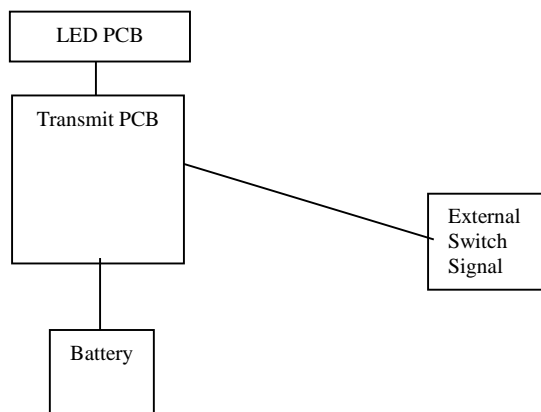 LED PCB
Transmit PCB
External
Switch
Signal
Battery